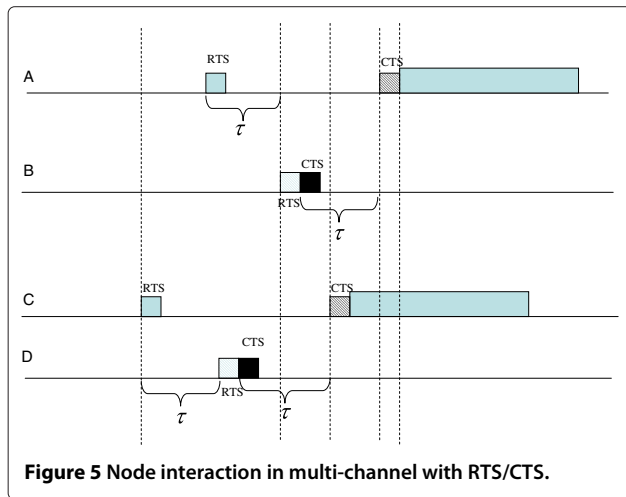 RTS
CTS
A
τ
CTS
B
RTS
τ
RTS
CTS
C
CTS
D
RTS
τ
τ
Figure 5 Node interaction in multi-channel with RTS/CTS.